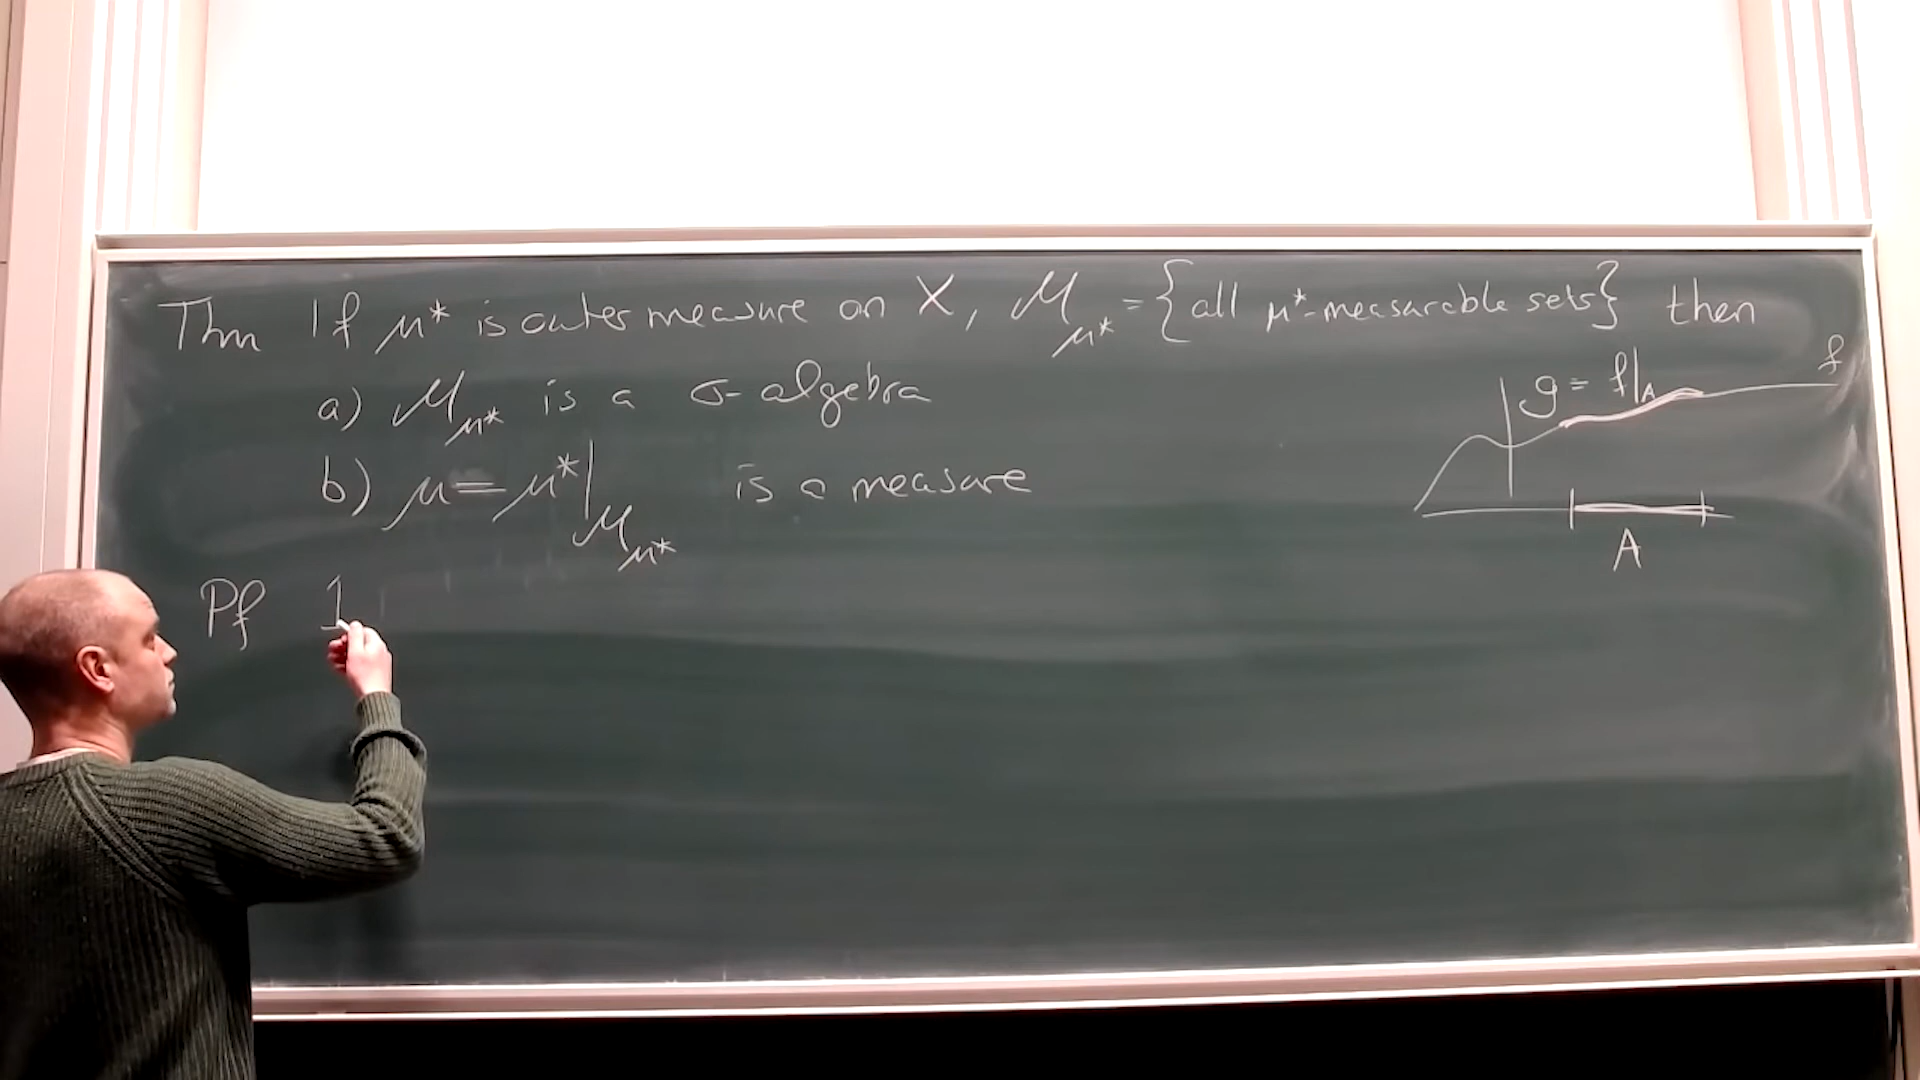 Thm If μ* is outer measure on X, ℳ_μ* = {all μ*-measurable sets} then
a) ℳ_μ* is a σ-algebra
b) μ = μ*|_ℳ_μ* is a measure
g = f|_A
f
A
Pf 1